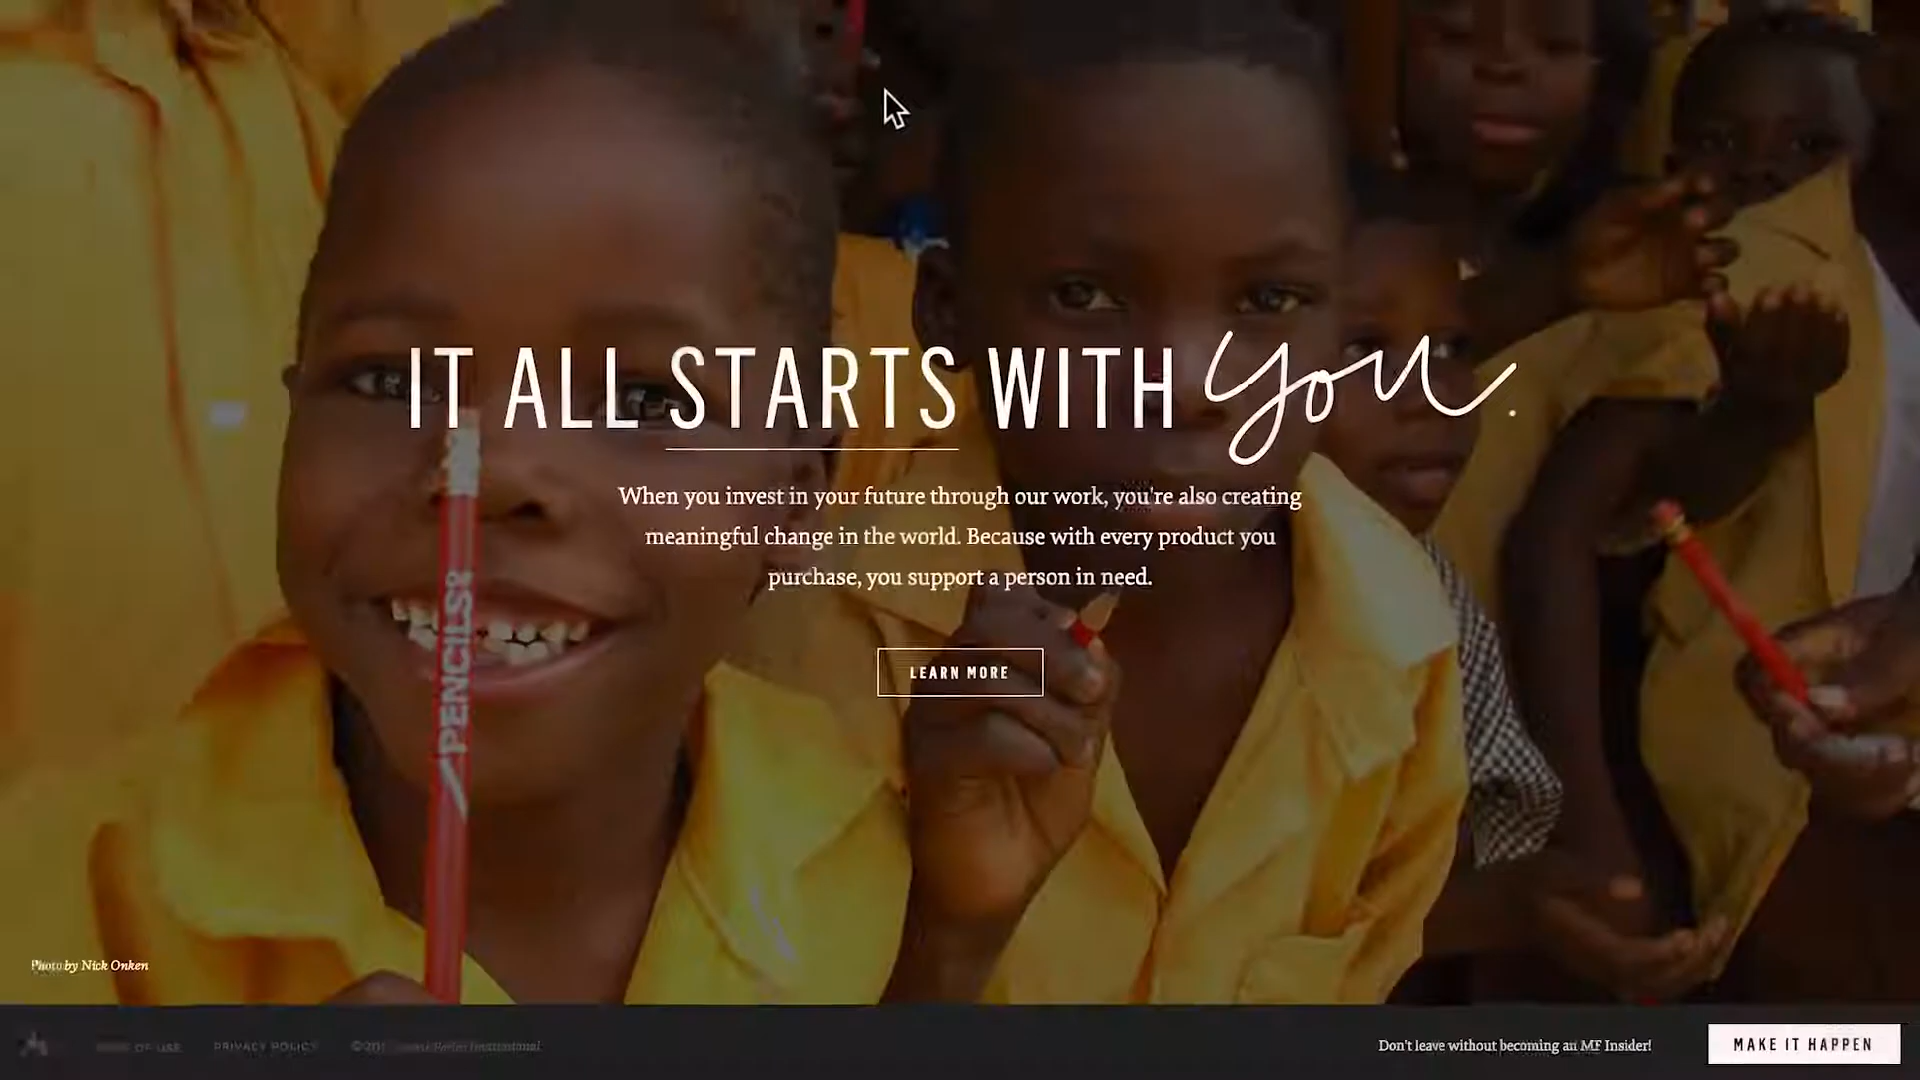 IT ALL STARTS WITH you.
When you invest in your future through our work, you're also creating
meaningful change in the world. Because with every product you
purchase, you support a person in need.
LEARN MORE
PENCILS
Photo by Nick Onken
OF USE PRIVACY POLICY Don't leave without becoming an MF Insider! MAKE IT HAPPEN